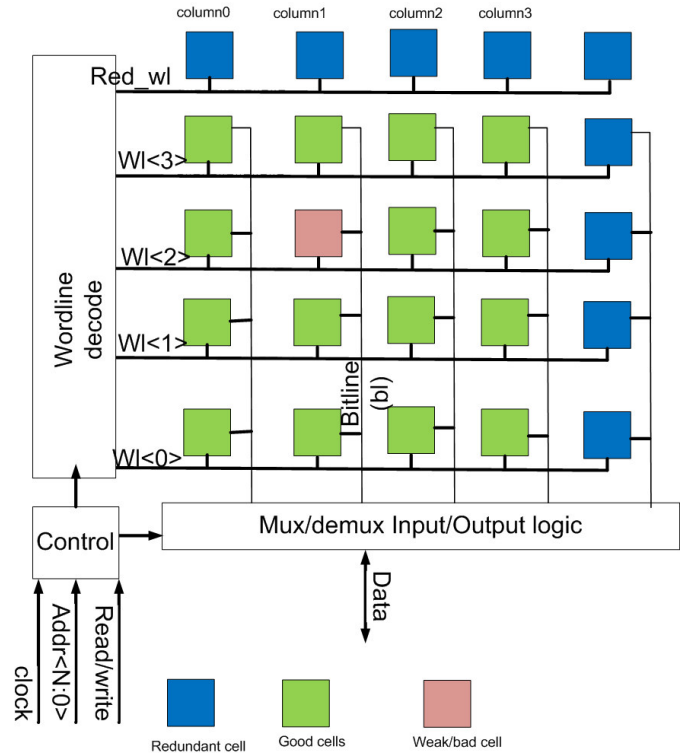 column0
column1
column2
column3
Red_wl
Wl<3>
Wl<2>
Wl<1>
Wl<0>
Wordline
decode
Bitline
(bl)
Control
Mux/demux Input/Output logic
Data
clock
Addr<N:0>
Read/write
Redundant cell
Good cells
Weak/bad cell